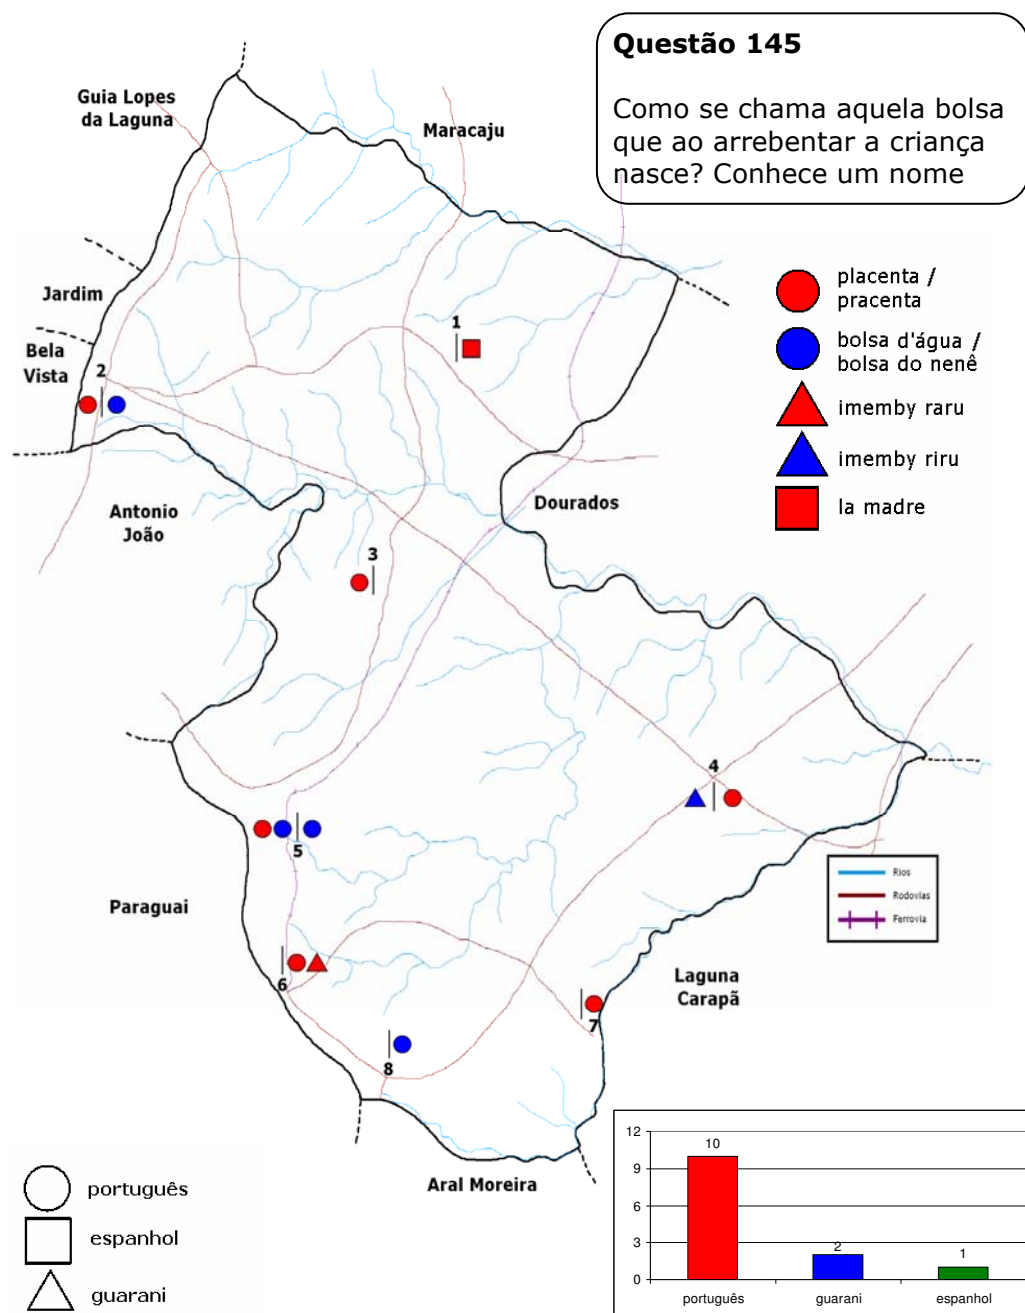 Questão 145
Como se chama aquela bolsa
que ao arrebentar a criança
nasce? Conhece um nome
Guia Lopes
da Laguna
Maracaju
Jardim
Bela
Vista
placenta /
pracenta
bolsa d'água /
bolsa do nenê
imemby raru
imemby riru
la madre
1
2
Antonio
João
Dourados
3
4
5
Paraguai
Rios
Rodovias
Ferrovia
6
Laguna
Carapã
7
8
Aral Moreira
português
espanhol
guarani
12
9
6
3
0
10
2
1
português
guarani
espanhol